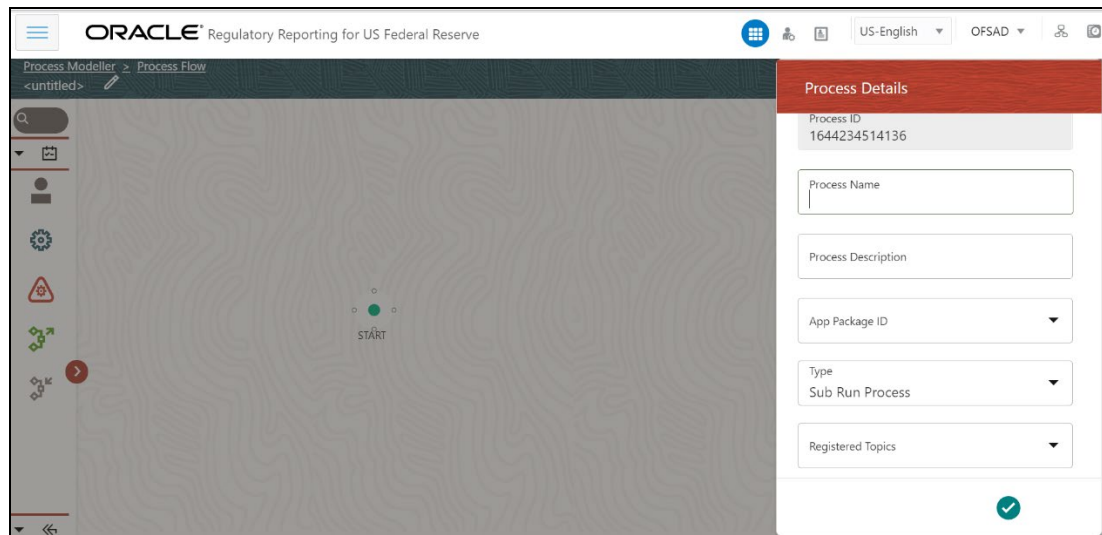 ORACLE® Regulatory Reporting for US Federal Reserve
US-English
OFSAD
Process Modeller > Process Flow
<untitled>
START
Process Details
Process ID
1644234514136
Process Name
Process Description
App Package ID
Type
Sub Run Process
Registered Topics